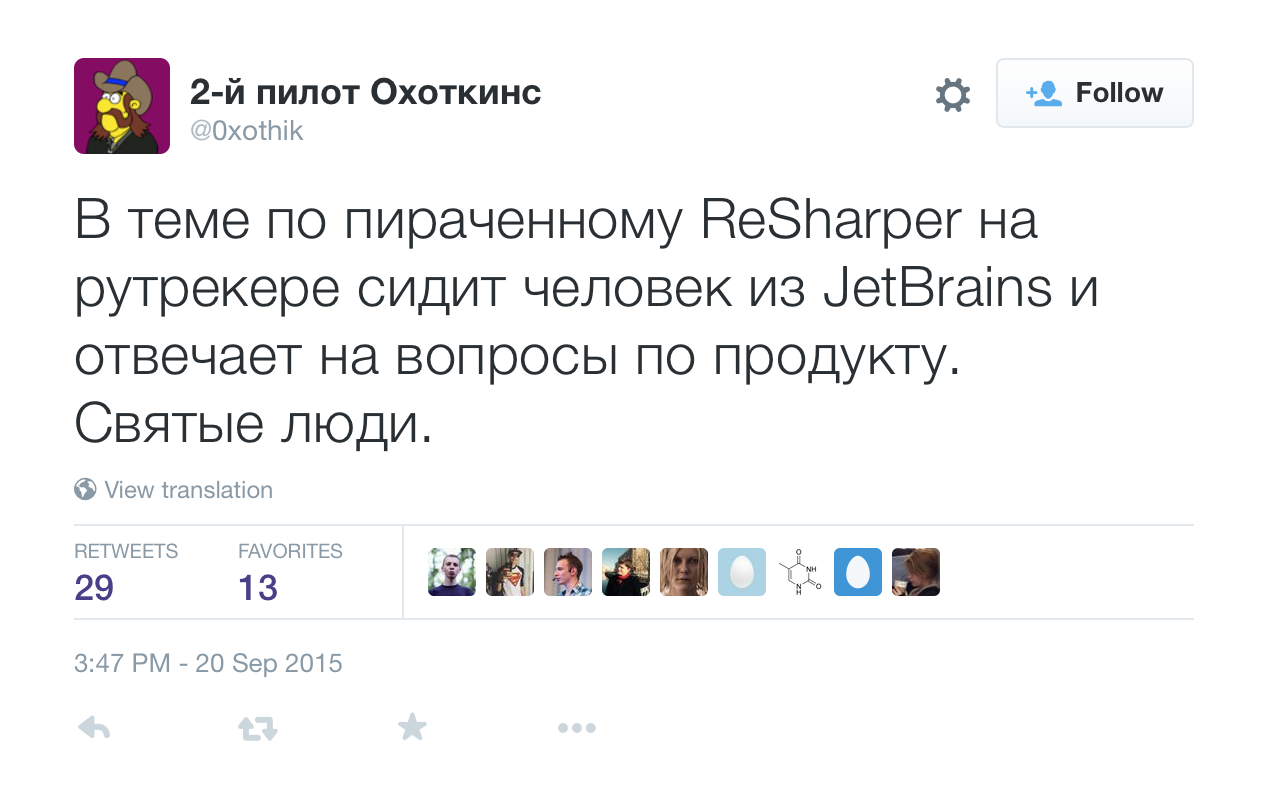 2-й пилот Охоткинс
@0xothik
Follow
В теме по пираченному ReSharper на
рутрекере сидит человек из JetBrains и
отвечает на вопросы по продукту.
Святые люди.
View translation
RETWEETS
29
FAVORITES
13
O
NH
N
H
O
3:47 PM - 20 Sep 2015